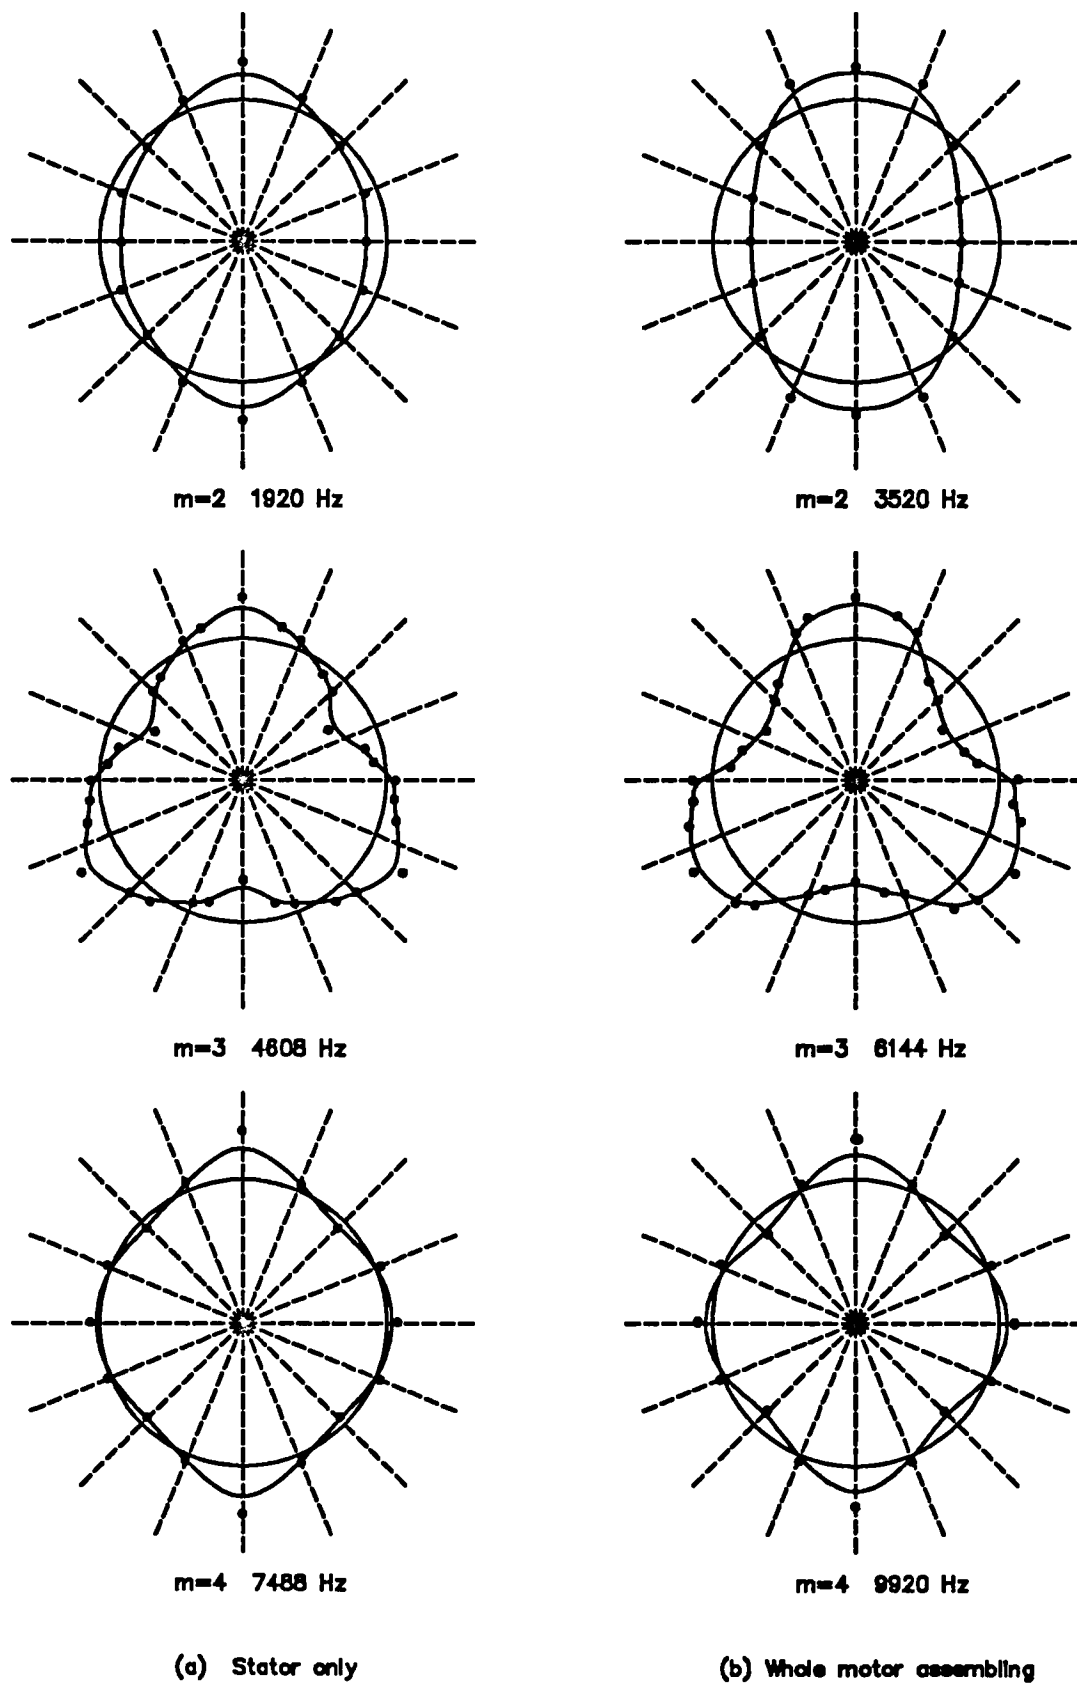 m=2 1920 Hz
m=2 3520 Hz
m=3 4608 Hz
m=3 6144 Hz
m=4 7488 Hz
m=4 9920 Hz
(a) Stator only
(b) Whole motor assembling